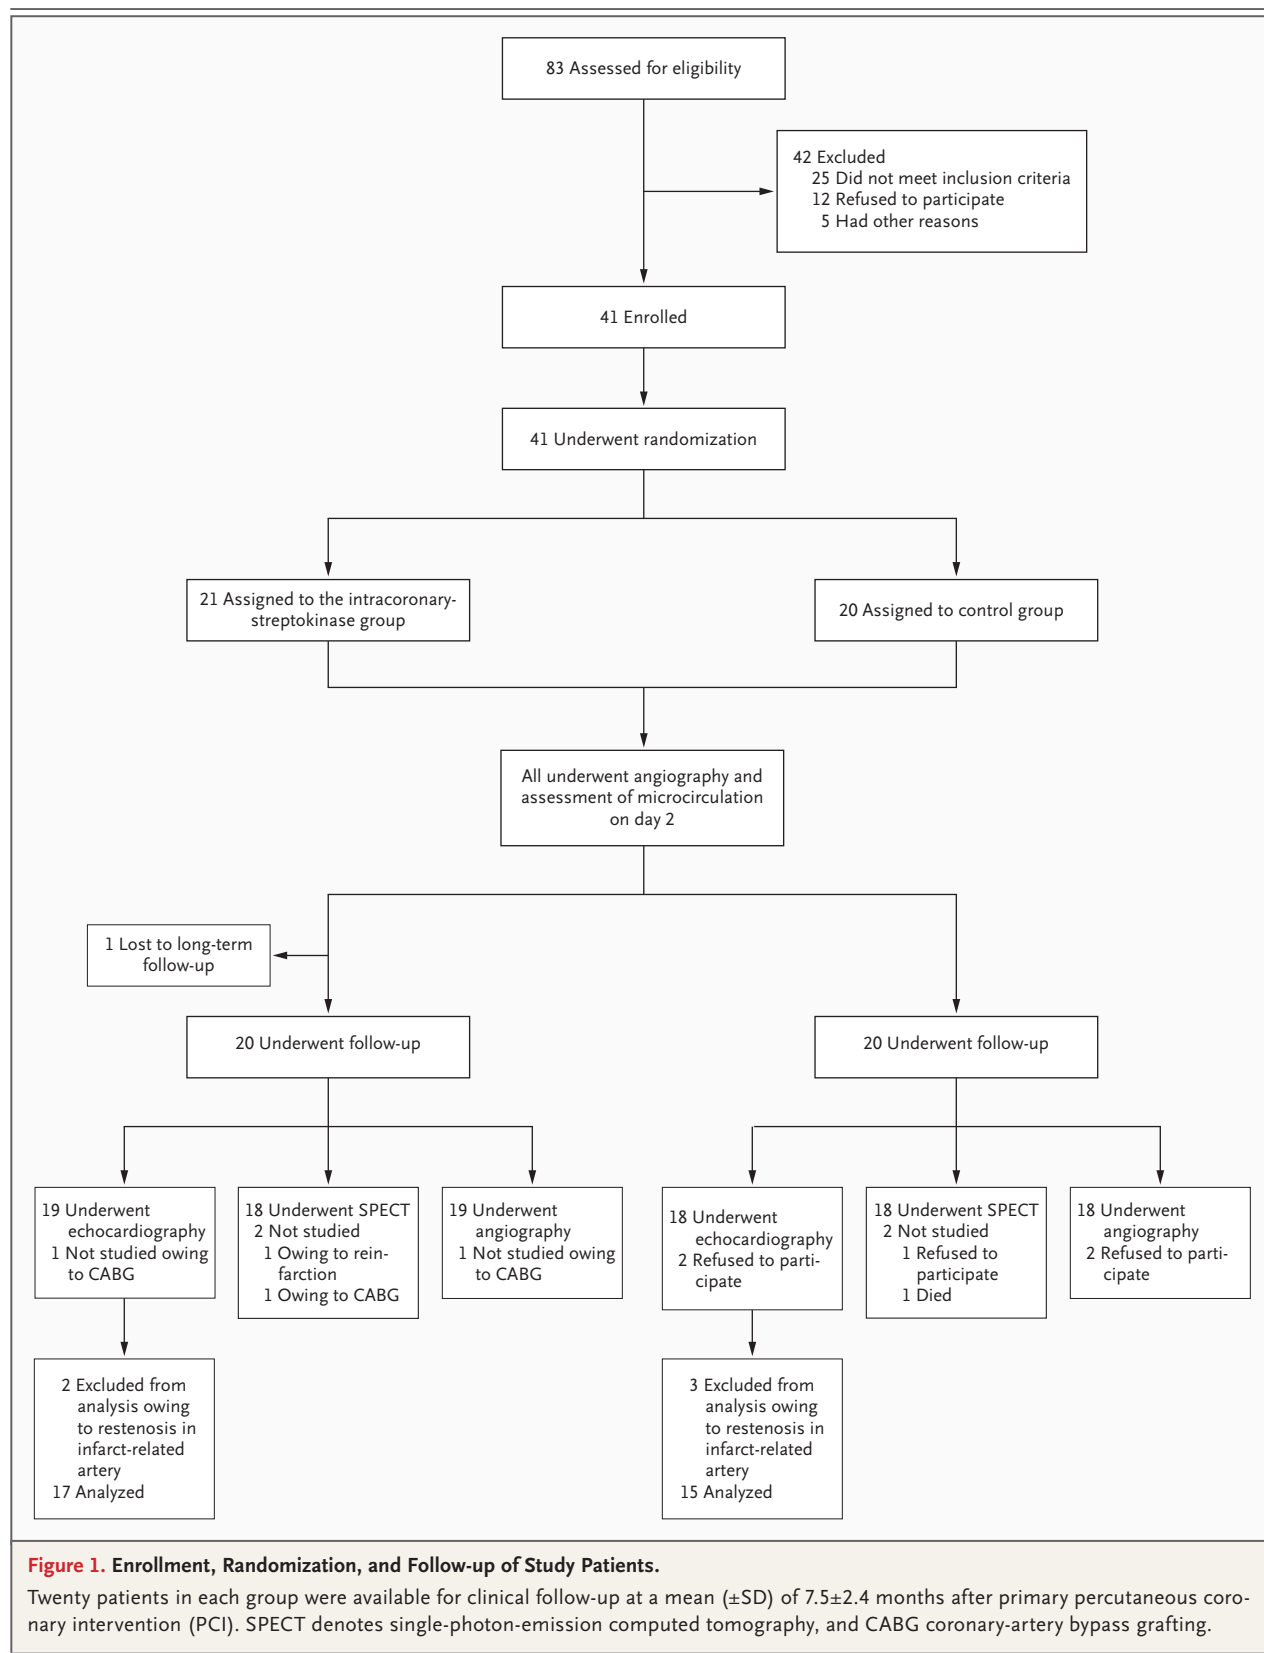 83 Assessed for eligibility
42 Excluded
25 Did not meet inclusion criteria
12 Refused to participate
5 Had other reasons
41 Enrolled
41 Underwent randomization
21 Assigned to the intracoronary-
streptokinase group
20 Assigned to control group
All underwent angiography and
assessment of microcirculation
on day 2
1 Lost to long-term
follow-up
20 Underwent follow-up
20 Underwent follow-up
19 Underwent
echocardiography
1 Not studied owing
to CABG
18 Underwent SPECT
2 Not studied
1 Owing to rein-
farction
1 Owing to CABG
19 Underwent
angiography
1 Not studied owing
to CABG
18 Underwent
echocardiography
2 Refused to parti-
cipate
18 Underwent SPECT
2 Not studied
1 Refused to
participate
1 Died
18 Underwent
angiography
2 Refused to parti-
cipate
2 Excluded from
analysis owing
to restenosis in
infarct-related
artery
17 Analyzed
3 Excluded from
analysis owing
to restenosis in
infarct-related
artery
15 Analyzed
Figure 1. Enrollment, Randomization, and Follow-up of Study Patients.
Twenty patients in each group were available for clinical follow-up at a mean (±SD) of 7.5±2.4 months after primary percutaneous coro-
nary intervention (PCI). SPECT denotes single-photon-emission computed tomography, and CABG coronary-artery bypass grafting.